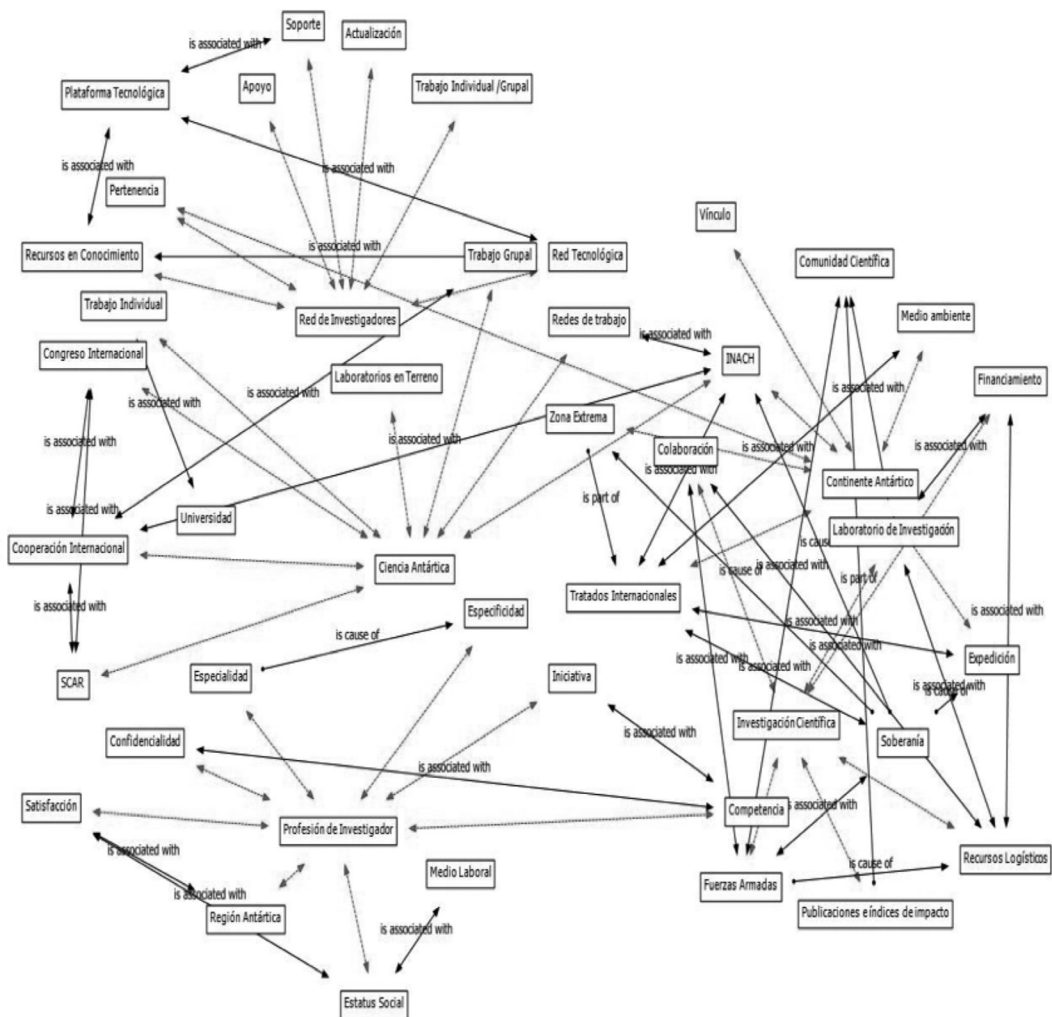 Soporte
Actualización
is associated with
Plataforma Tecnológica
Apoyo
Trabajo Individual /Grupal
is associated with
is associated with
Pertenencia
Vínculo
Recursos en Conocimiento
is associated with
Trabajo Grupal
Red Tecnológica
Comunidad Científica
Trabajo Individual
Red de Investigadores
Redes de trabajo
is associated with
Medio ambiente
Congreso Internacional
INACH
Laboratorios en Terreno
is associated with
Financiamiento
is associated with
is associated with
Zona Extrema
is associated with
is associated with
is associated with
Colaboración
is associated with
Continente Antártico
is part of
is associated with
Universidad
Laboratorio de Investigación
Cooperación Internacional
is cause
is associated with
Ciencia Antártica
is cause of
is part of
is associated with
Tratados Internacionales
is associated with
Especificidad
is cause of
is associated with
SCAR
Especialidad
Iniciativa
is associated with
Expedición
is associated with
is associated with
is cause of
Investigación Científica
Confidencialidad
is associated with
is associated with
Soberanía
Satisfacción
Competencia
is associated with
Profesión de Investigador
is associated with
Medio Laboral
is cause of
Recursos Logísticos
is associated with
Fuerzas Armadas
Región Antártica
Publicaciones e índices de impacto
is associated with
Estatus Social